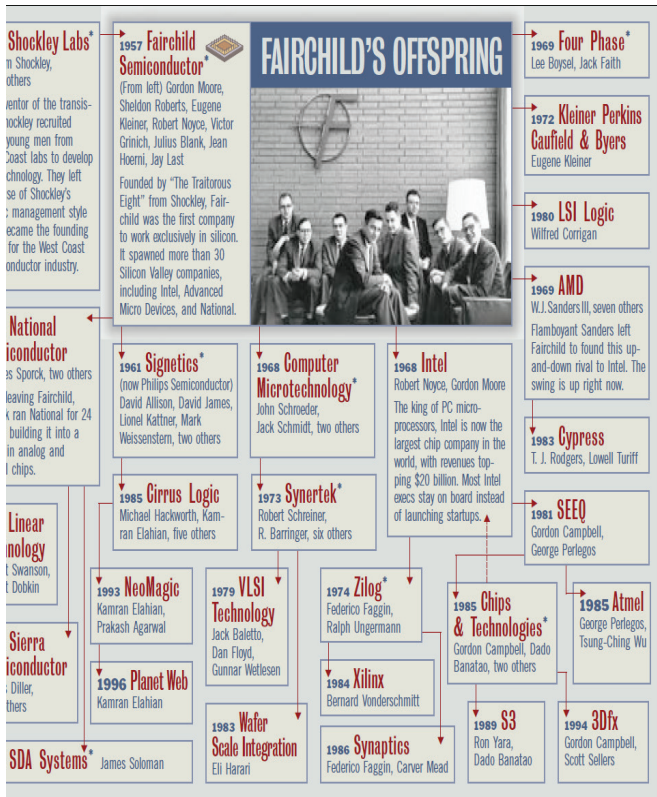 Shockley Labs*
Shockley,
others
ventor of the transis-
hockley recruited
young men from
Coast labs to develop
chnology. They left
se of Shockley's
management style
became the founding
for the West Coast
onductor industry.
1957 Fairchild
Semiconductor*
(From left) Gordon Moore,
Sheldon Roberts, Eugene
Kleiner, Robert Noyce, Victor
Grinich, Julius Blank, Jean
Hoerni, Jay Last
Founded by “The Traitorous
Eight” from Shockley, Fair-
child was the first company
to work exclusively in silicon.
It spawned more than 30
Silicon Valley companies,
including Intel, Advanced
Micro Devices, and National.
FAIRCHILD'S OFFSPRING
1969 Four Phase*
Lee Boysel, Jack Faith
1972 Kleiner Perkins
Caufield & Byers
Eugene Kleiner
1980 LSI Logic
Wilfred Corrigan
1969 AMD
W.J. Sanders III, seven others
Flamboyant Sanders left
Fairchild to found this up-
and-down rival to Intel. The
swing is up right now.
1983 Cypress
T. J. Rodgers, Lowell Turiff
National
iconductor
es Sporck, two others
leaving Fairchild,
k ran National for 24
building it into a
in analog and
l chips.
1961 Signetics*
(now Philips Semiconductor)
David Allison, David James,
Lionel Kattner, Mark
Weissenstern, two others
1968 Computer
Microtechnology*
John Schroeder,
Jack Schmidt, two others
1968 Intel
Robert Noyce, Gordon Moore
The king of PC micro-
processors, Intel is now the
largest chip company in the
world, with revenues top-
ping $20 billion. Most Intel
execs stay on board instead
of launching startups.
1985 Cirrus Logic
Michael Hackworth, Kam-
ran Elahian, five others
1973 Synertek*
Robert Schreiner,
R. Barringer, six others
1981 SEEQ
Gordon Campbell,
George Perlegos
Linear
nology
t Swanson,
t Dobkin
1993 NeoMagic
Kamran Elahian,
Prakash Agarwal
1979 VLSI
Technology
Jack Baletto,
Dan Floyd,
Gunnar Wetlesen
1974 Zilog*
Federico Faggin,
Ralph Ungermann
1985 Chips
& Technologies*
Gordon Campbell, Dado
Banatao, two others
1985 Atmel
George Perlegos,
Tsung-Ching Wu
Sierra
iconductor
Diller,
thers
1996 Planet Web
Kamran Elahian
1983 Wafer
Scale Integration
Eli Harari
1984 Xilinx
Bernard Vonderschmitt
1986 Synaptics
Federico Faggin, Carver Mead
1989 S3
Ron Yara,
Dado Banatao
1994 3Dfx
Gordon Campbell,
Scott Sellers
SDA Systems* James Soloman